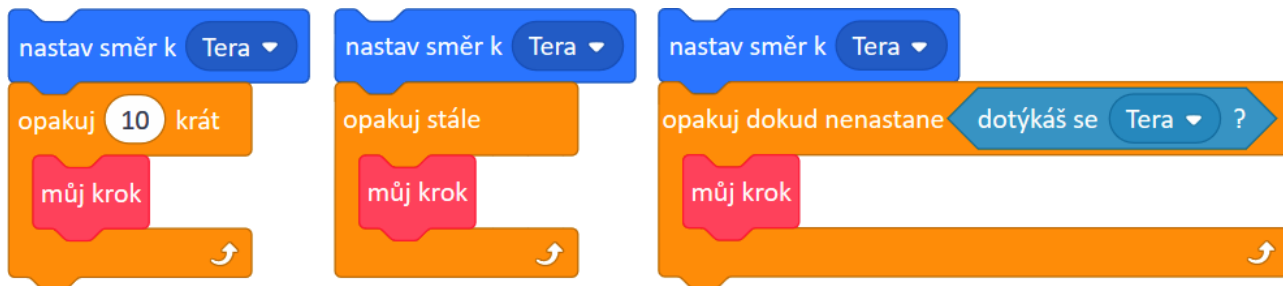 nastav směr k Tera
opakuj 10 krát
můj krok
nastav směr k Tera
opakuj stále
můj krok
nastav směr k Tera
opakuj dokud nenastane dotýkáš se Tera ?
můj krok